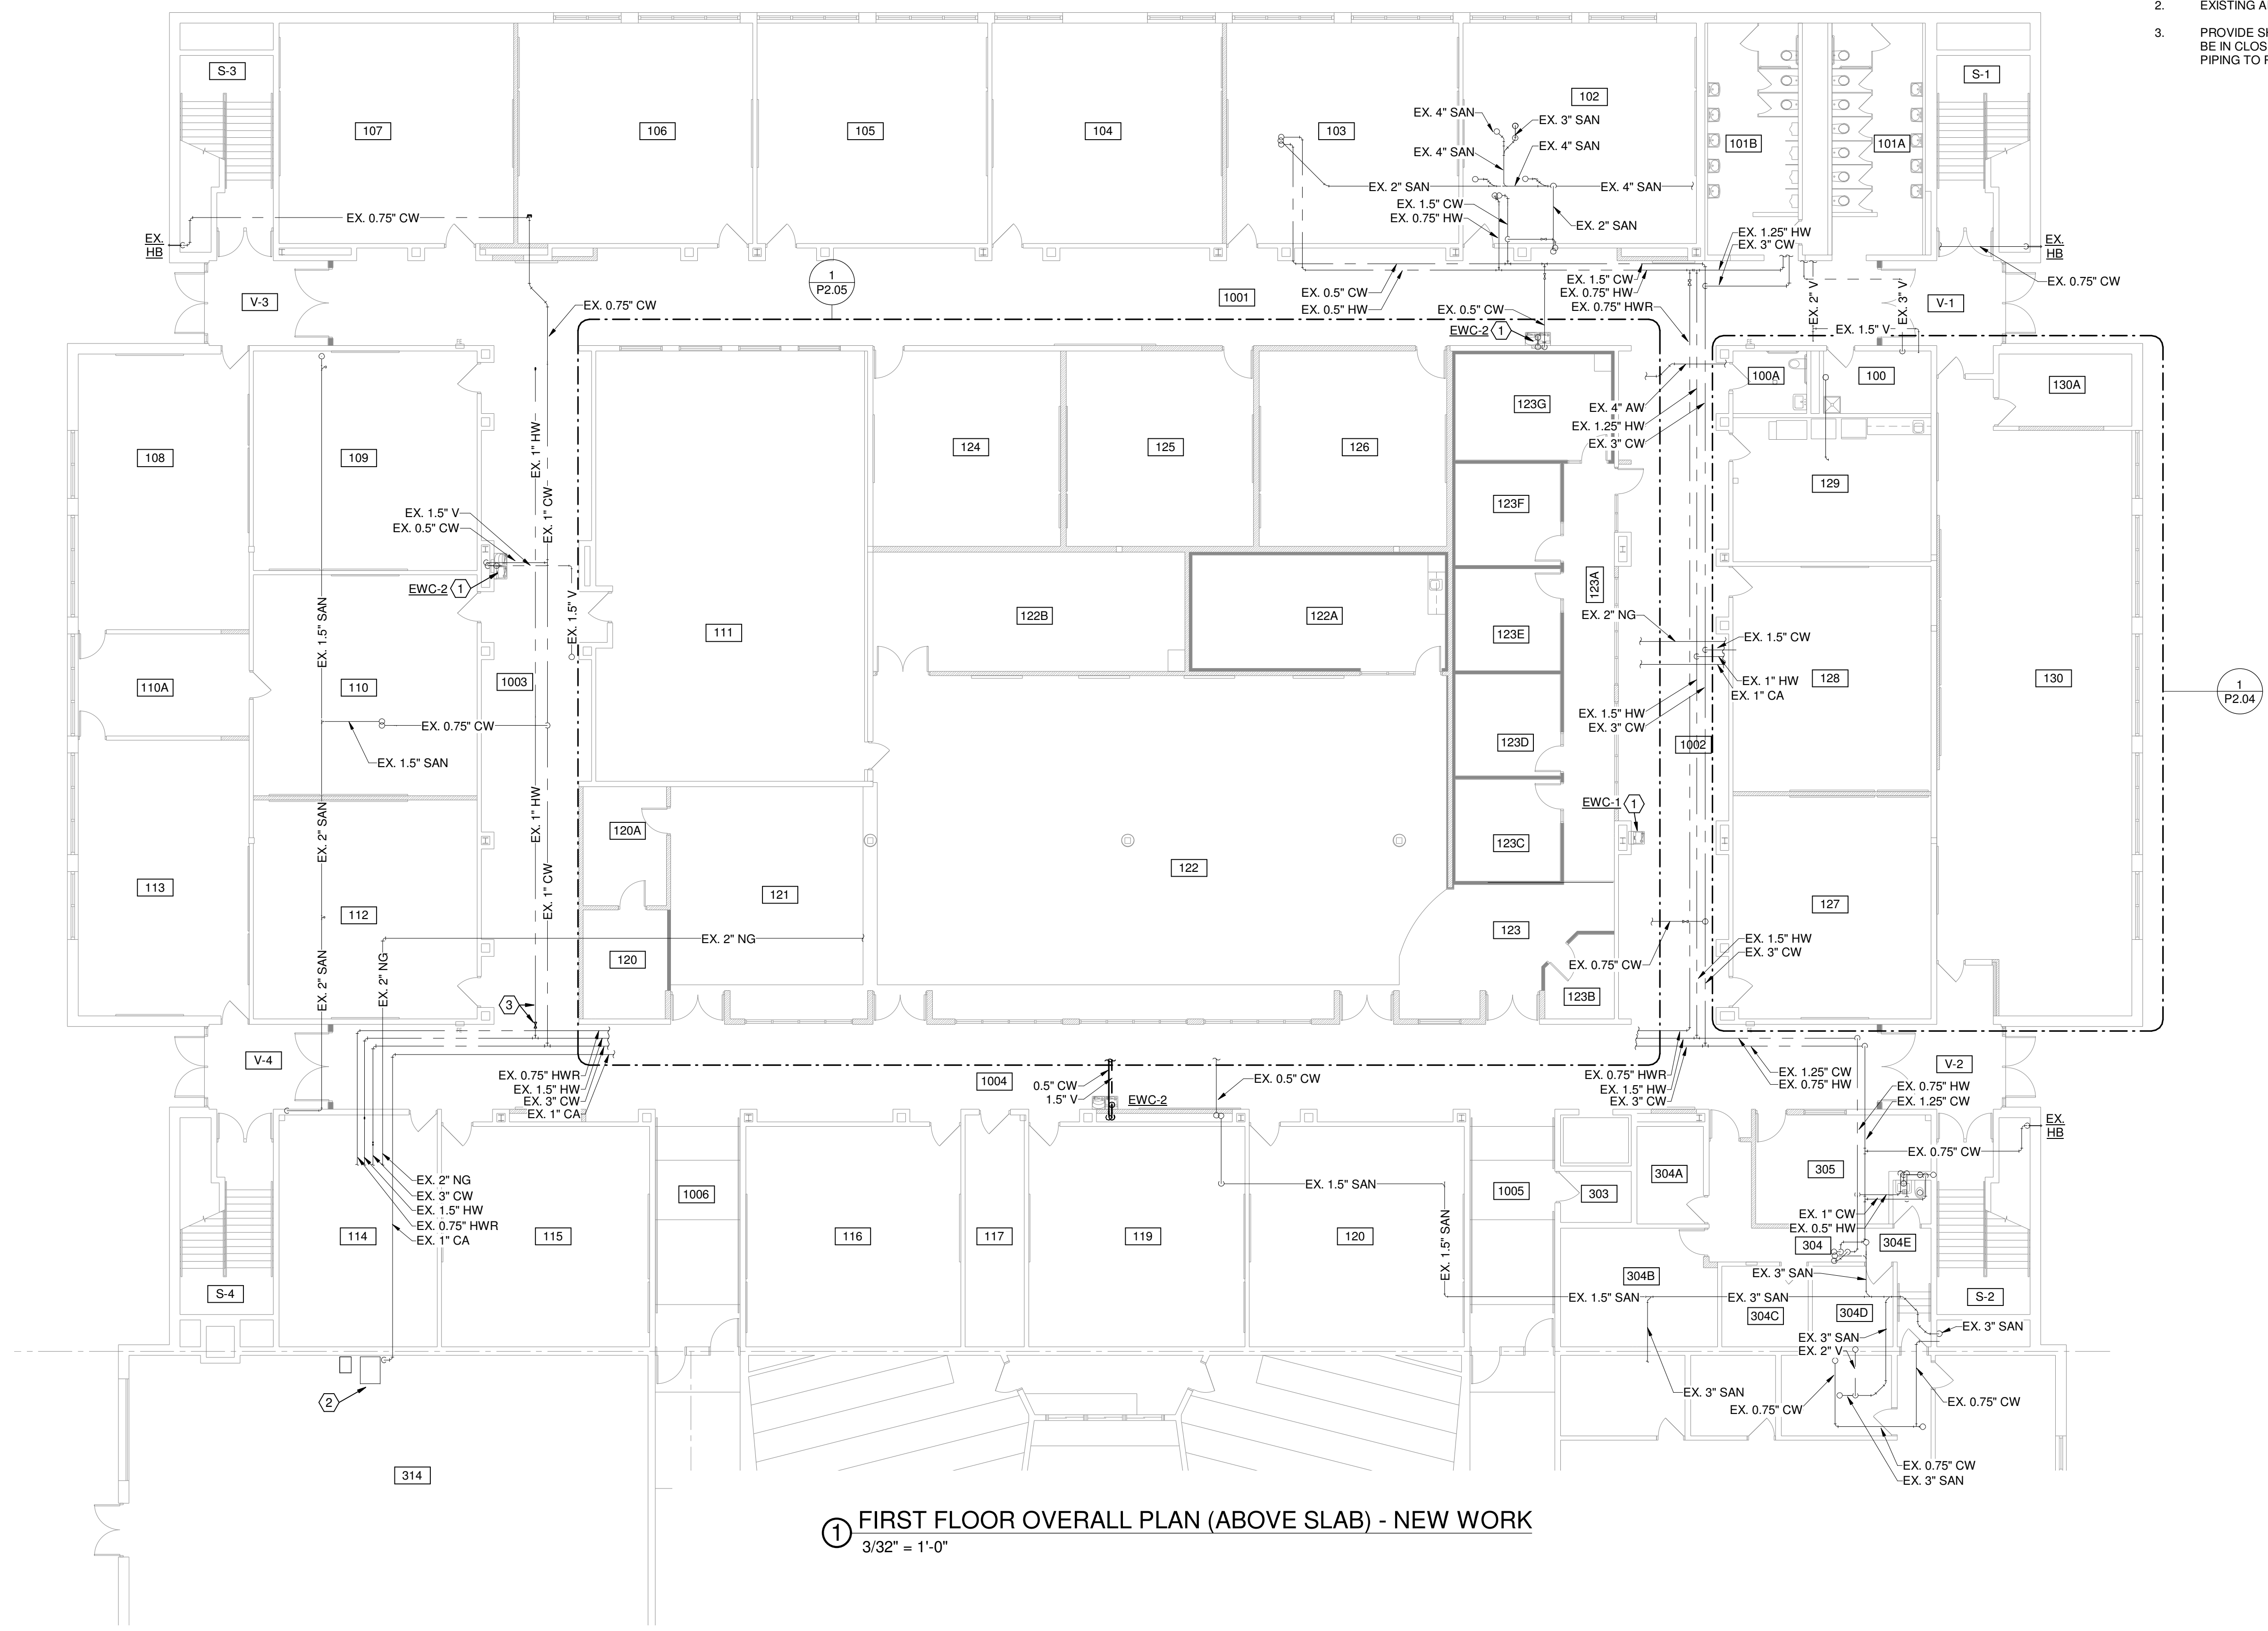 2. EXISTING A
3. PROVIDE SH
BE IN CLOS
PIPING TO F
S-3
S-1
107
106
105
104
103
102
101B
101A
EX. 4" SAN
EX. 3" SAN
EX. 4" SAN
EX. 4" SAN
EX. 2" SAN
EX. 4" SAN
EX. 1.5" CW
EX. 0.75" HW
EX. 2" SAN
EX. 0.75" CW
EX.
HB
EX. 1.25" HW
EX. 3" CW
EX.
HB
EX. 0.75" CW
1
P2.05
V-3
1001
EX. 0.75" CW
EX. 0.5" CW
EX. 0.5" HW
EX. 1.5" CW
EX. 0.75" HW
EX. 0.75" HWR
EX. 0.5" CW
EWC-2
1
EX. 2" V
EX. 3" V
V-1
EX. 1.5" V
100A
100
130A
123G
EX. 4" AW
EX. 1.25" HW
EX. 3" CW
108
109
EX. 1" HW
EX. 1" CW
124
125
126
129
123F
EX. 1.5" V
EX. 0.5" CW
EWC-2
1
EX. 1.5" SAN
EX. 1.5" V
111
122B
122A
123E
123A
EX. 2" NG
EX. 1.5" CW
EX. 1" HW
EX. 1" CA
128
130
1
P2.04
110A
110
1003
EX. 0.75" CW
EX. 1.5" SAN
EX. 1.5" HW
EX. 3" CW
123D
1002
EX. 2" SAN
EX. 1" HW
120A
EWC-1
1
123C
122
113
112
EX. 1" CW
121
127
EX. 2" NG
123
EX. 1.5" HW
EX. 3" CW
120
EX. 0.75" CW
EX. 2" SAN
EX. 2" NG
3
123B
V-4
EX. 0.75" HWR
EX. 1.5" HW
EX. 3" CW
EX. 1" CA
1004
0.5" CW
1.5" V
EWC-2
EX. 0.5" CW
EX. 0.75" HWR
EX. 1.5" HW
EX. 3" CW
EX. 1.25" CW
EX. 0.75" HW
V-2
EX. 0.75" HW
EX. 1.25" CW
EX.
HB
EX. 0.75" CW
EX. 2" NG
EX. 3" CW
EX. 1.5" HW
EX. 0.75" HWR
EX. 1" CA
1006
EX. 1.5" SAN
1005
303
304A
305
EX. 1" CW
EX. 0.5" HW
114
115
116
117
119
120
EX. 1.5" SAN
304
304E
304B
EX. 3" SAN
S-4
EX. 1.5" SAN
EX. 3" SAN
304C
304D
S-2
EX. 3" SAN
EX. 3" SAN
EX. 2" V
2
EX. 3" SAN
EX. 0.75" CW
EX. 0.75" CW
314
EX. 0.75" CW
EX. 3" SAN
1 FIRST FLOOR OVERALL PLAN (ABOVE SLAB) - NEW WORK
3/32" = 1'-0"